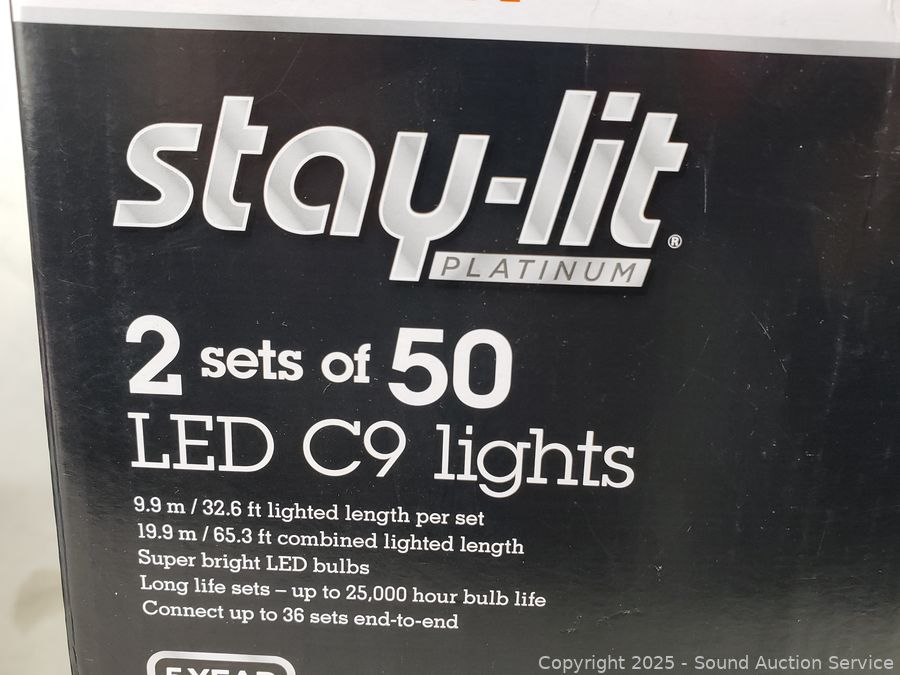 stay-lit®
PLATINUM
2 sets of 50
LED C9 lights
9.9 m / 32.6 ft lighted length per set
19.9 m / 65.3 ft combined lighted length
Super bright LED bulbs
Long life sets – up to 25,000 hour bulb life
Connect up to 36 sets end-to-end
5 YEAR
Copyright 2025 - Sound Auction Service